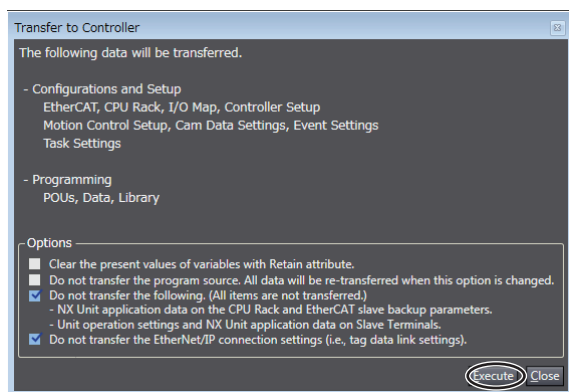 Transfer to Controller
The following data will be transferred.
- Configurations and Setup
EtherCAT, CPU Rack, I/O Map, Controller Setup
Motion Control Setup, Cam Data Settings, Event Settings
Task Settings
- Programming
POUs, Data, Library
Options
Clear the present values of variables with Retain attribute.
Do not transfer the program source. All data will be re-transferred when this option is changed.
Do not transfer the following. (All items are not transferred.)
- NX Unit application data on the CPU Rack and EtherCAT slave backup parameters.
- Unit operation settings and NX Unit application data on Slave Terminals.
Do not transfer the EtherNet/IP connection settings (i.e., tag data link settings).
Execute Close